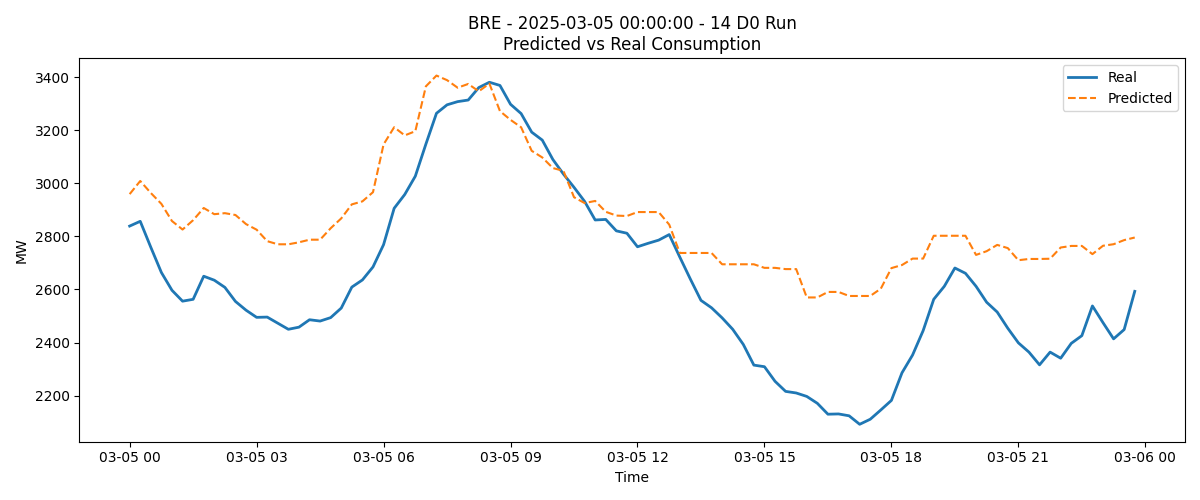 BRE - 2025-03-05 00:00:00 - 14 D0 Run
Predicted vs Real Consumption
Real
Predicted
MW
3400
3200
3000
2800
2600
2400
2200
03-05 00
03-05 03
03-05 06
03-05 09
03-05 12
03-05 15
03-05 18
03-05 21
03-06 00
Time